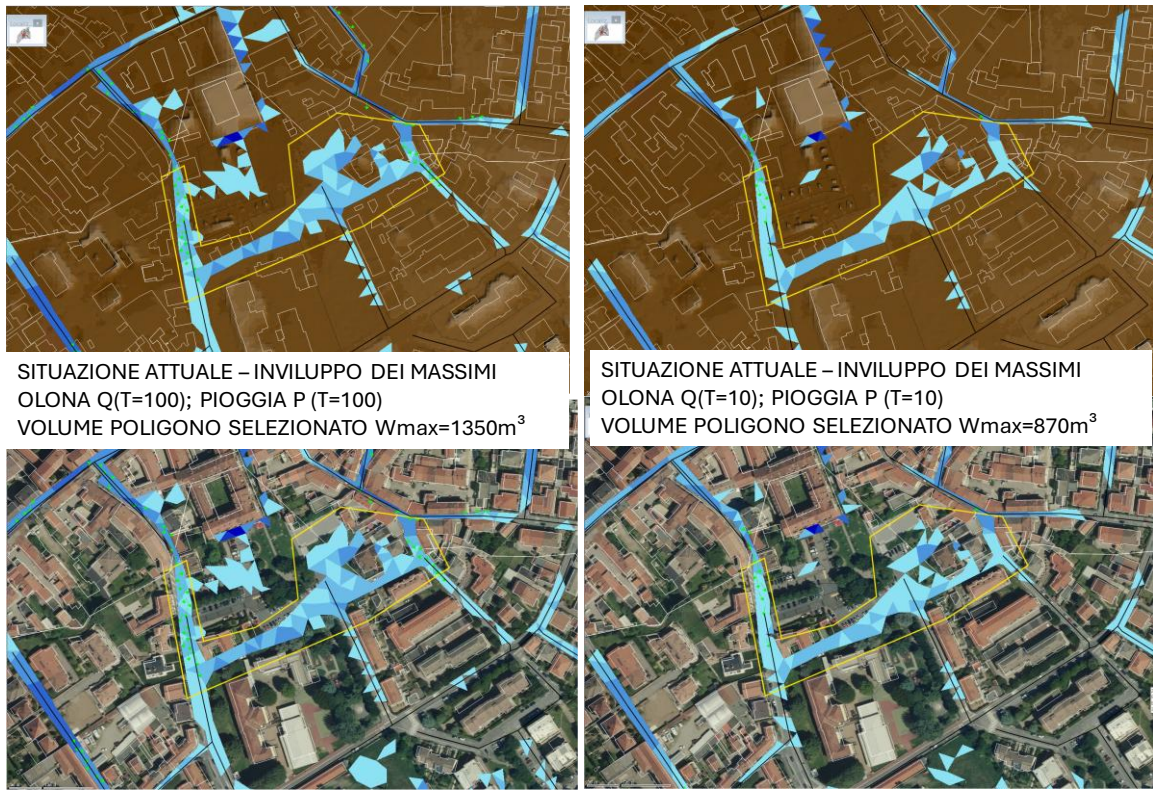 SITUAZIONE ATTUALE – INVILUPPO DEI MASSIMI
OLONA Q(T=100); PIOGGIA P (T=100)
VOLUME POLIGONO SELEZIONATO Wmax=1350m³
SITUAZIONE ATTUALE – INVILUPPO DEI MASSIMI
OLONA Q(T=10); PIOGGIA P (T=10)
VOLUME POLIGONO SELEZIONATO Wmax=870m³